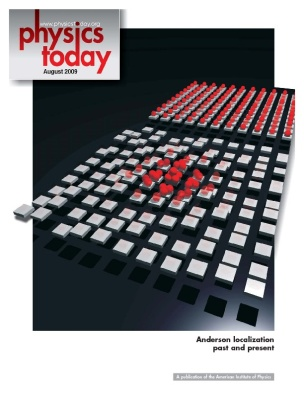 www.physicstoday.org
physics
today
August 2009
Anderson localization
past and present
A publication of the American Institute of Physics